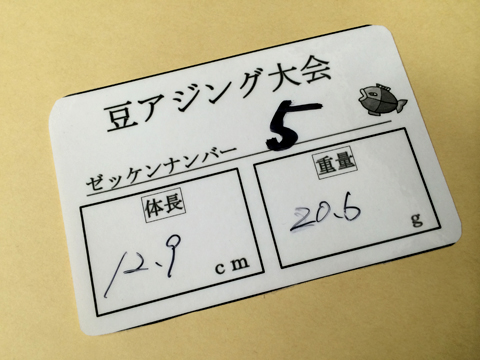 豆アジング大会
ゼッケンナンバー 5
体長
12.9 cm
重量
20.6 g